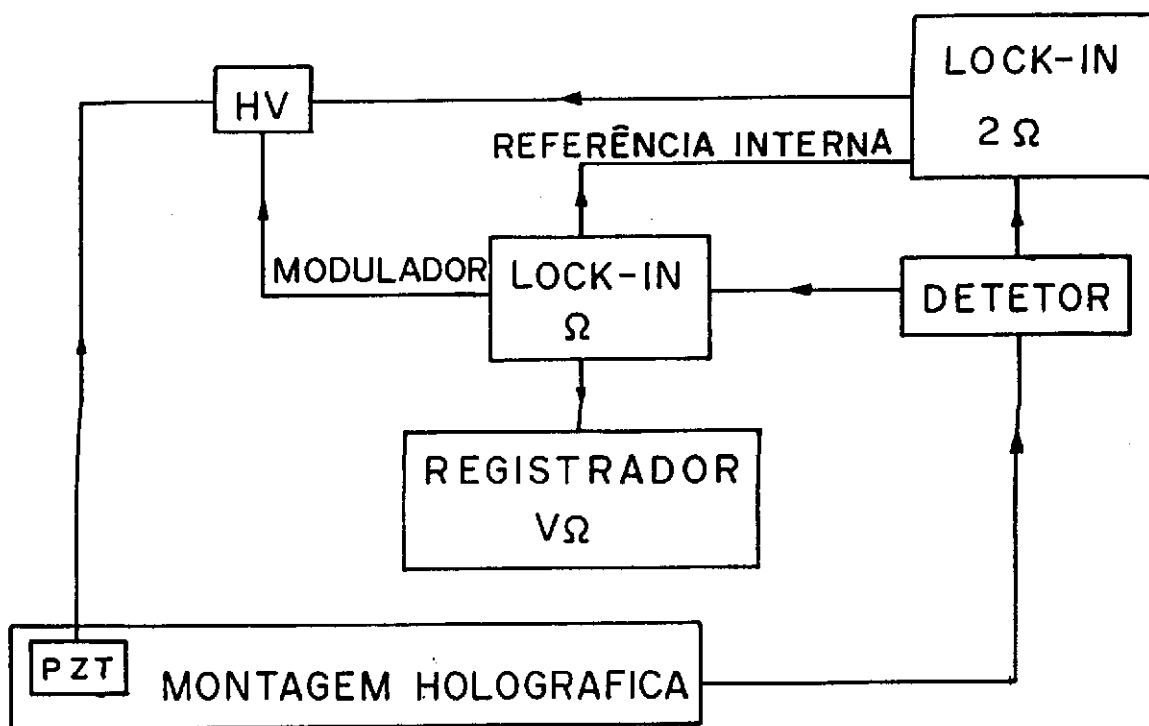 LOCK-IN
2 Ω
HV
REFERÊNCIA INTERNA
MODULADOR
LOCK-IN
Ω
DETETOR
REGISTRADOR
VΩ
PZT
MONTAGEM HOLOGRAFICA